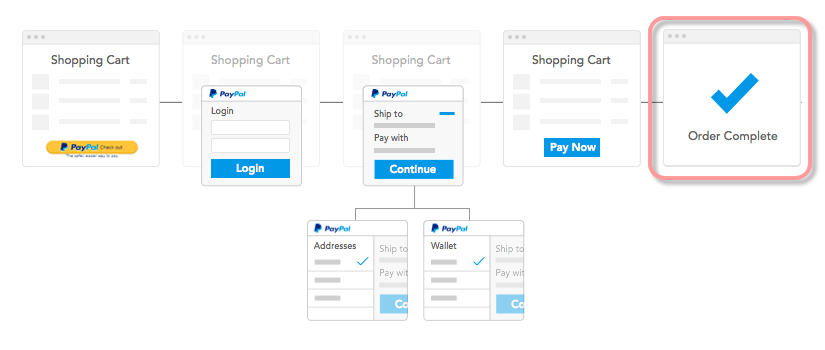 Shopping Cart
PayPal Check out
The safer, easier way to pay.
Shopping Cart
PayPal
Login
Login
Shopping Cart
PayPal
Ship to
Pay with
Continue
Shopping Cart
Pay Now
Order Complete
PayPal
Addresses
Ship to
Pay with
Co
PayPal
Wallet
Ship to
Pay with
Co